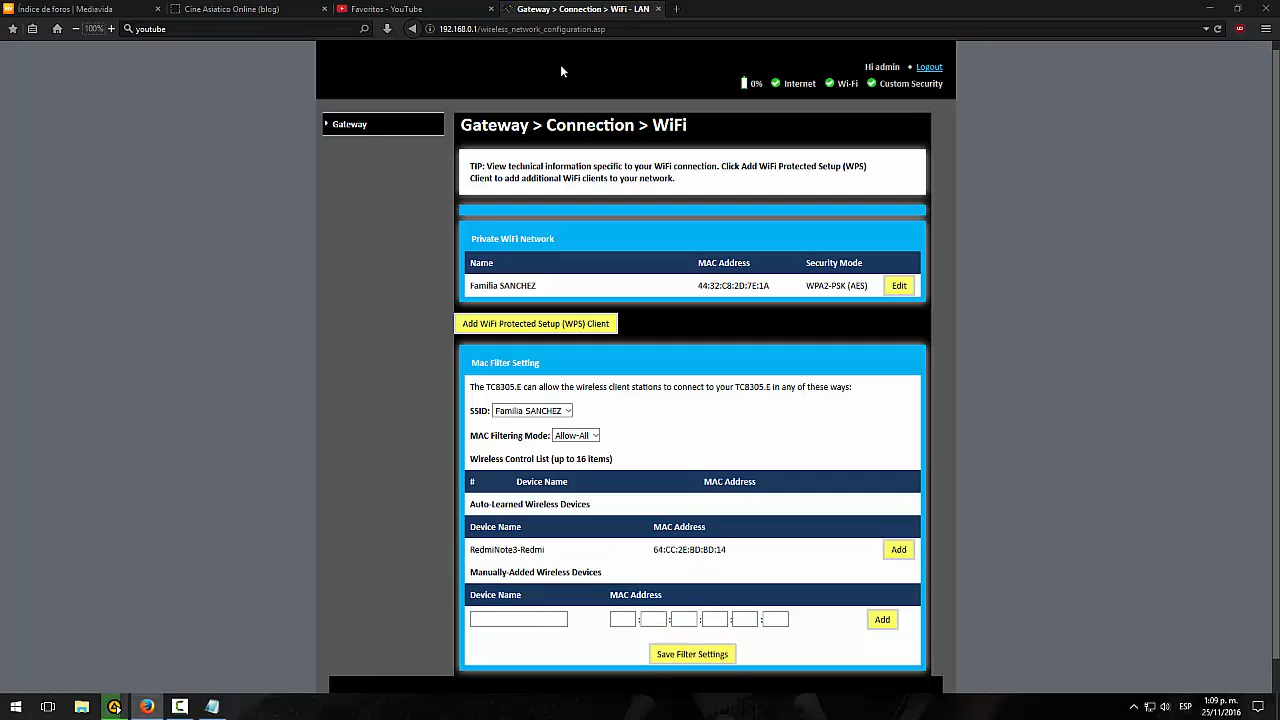 Índice de foros | Mediavida
Cine Asiatico Online (blog)
Favoritos - YouTube
Gateway > Connection > WiFi - LAN
100%
youtube
192.168.0.1/wireless_network_configuration.asp
Hi admin • Logout
0% Internet Wi-Fi Custom Security
Gateway
Gateway > Connection > WiFi
TIP: View technical information specific to your WiFi connection. Click Add WiFi Protected Setup (WPS)
Client to add additional WiFi clients to your network.
Private WiFi Network
Name MAC Address Security Mode
Familia SANCHEZ 44:32:C8:2D:7E:1A WPA2-PSK (AES) Edit
Add WiFi Protected Setup (WPS) Client
Mac Filter Setting
The TC8305.E can allow the wireless client stations to connect to your TC8305.E in any of these ways:
SSID: Familia SANCHEZ
MAC Filtering Mode: Allow-All
Wireless Control List (up to 16 items)
# Device Name MAC Address
Auto-Learned Wireless Devices
Device Name MAC Address
RedmiNote3-Redmi 64:CC:2E:BD:BD:14 Add
Manually-Added Wireless Devices
Device Name MAC Address
: : : : : Add
Save Filter Settings
ESP
1:09 p. m.
25/11/2016